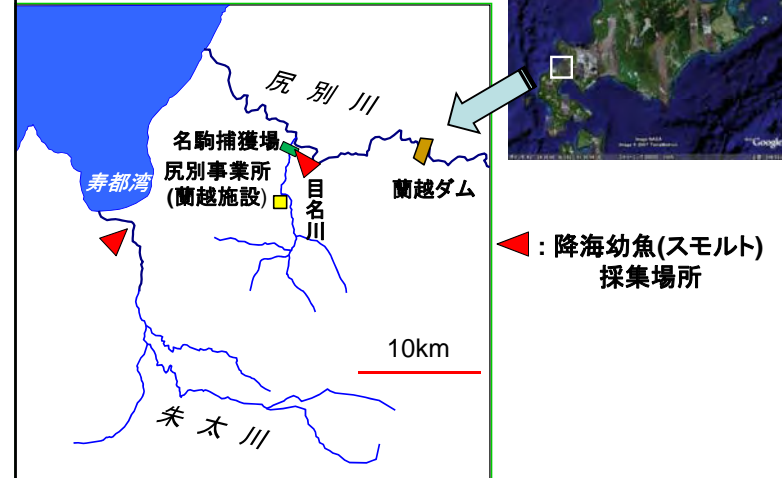 尻別川
名駒捕獲場
尻別事業所
(蘭越施設)
目名川
蘭越ダム
寿都湾
: 降海幼魚(スモルト)
採集場所
10km
朱太川
Google